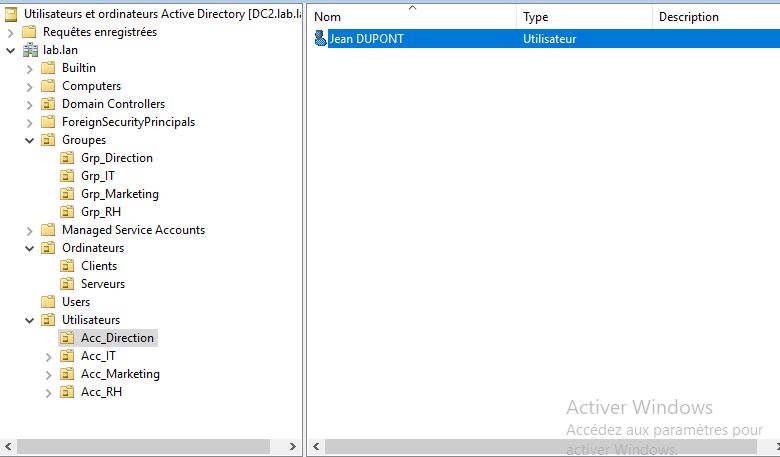 Utilisateurs et ordinateurs Active Directory [DC2.lab.l
Requêtes enregistrées
lab.lan
Builtin
Computers
Domain Controllers
ForeignSecurityPrincipals
Groupes
Grp_Direction
Grp_IT
Grp_Marketing
Grp_RH
Managed Service Accounts
Ordinateurs
Clients
Serveurs
Users
Utilisateurs
Acc_Direction
Acc_IT
Acc_Marketing
Acc_RH
Nom Type Description
Jean DUPONT Utilisateur
Activer Windows
Accédez aux paramètres pour
activer Windows.